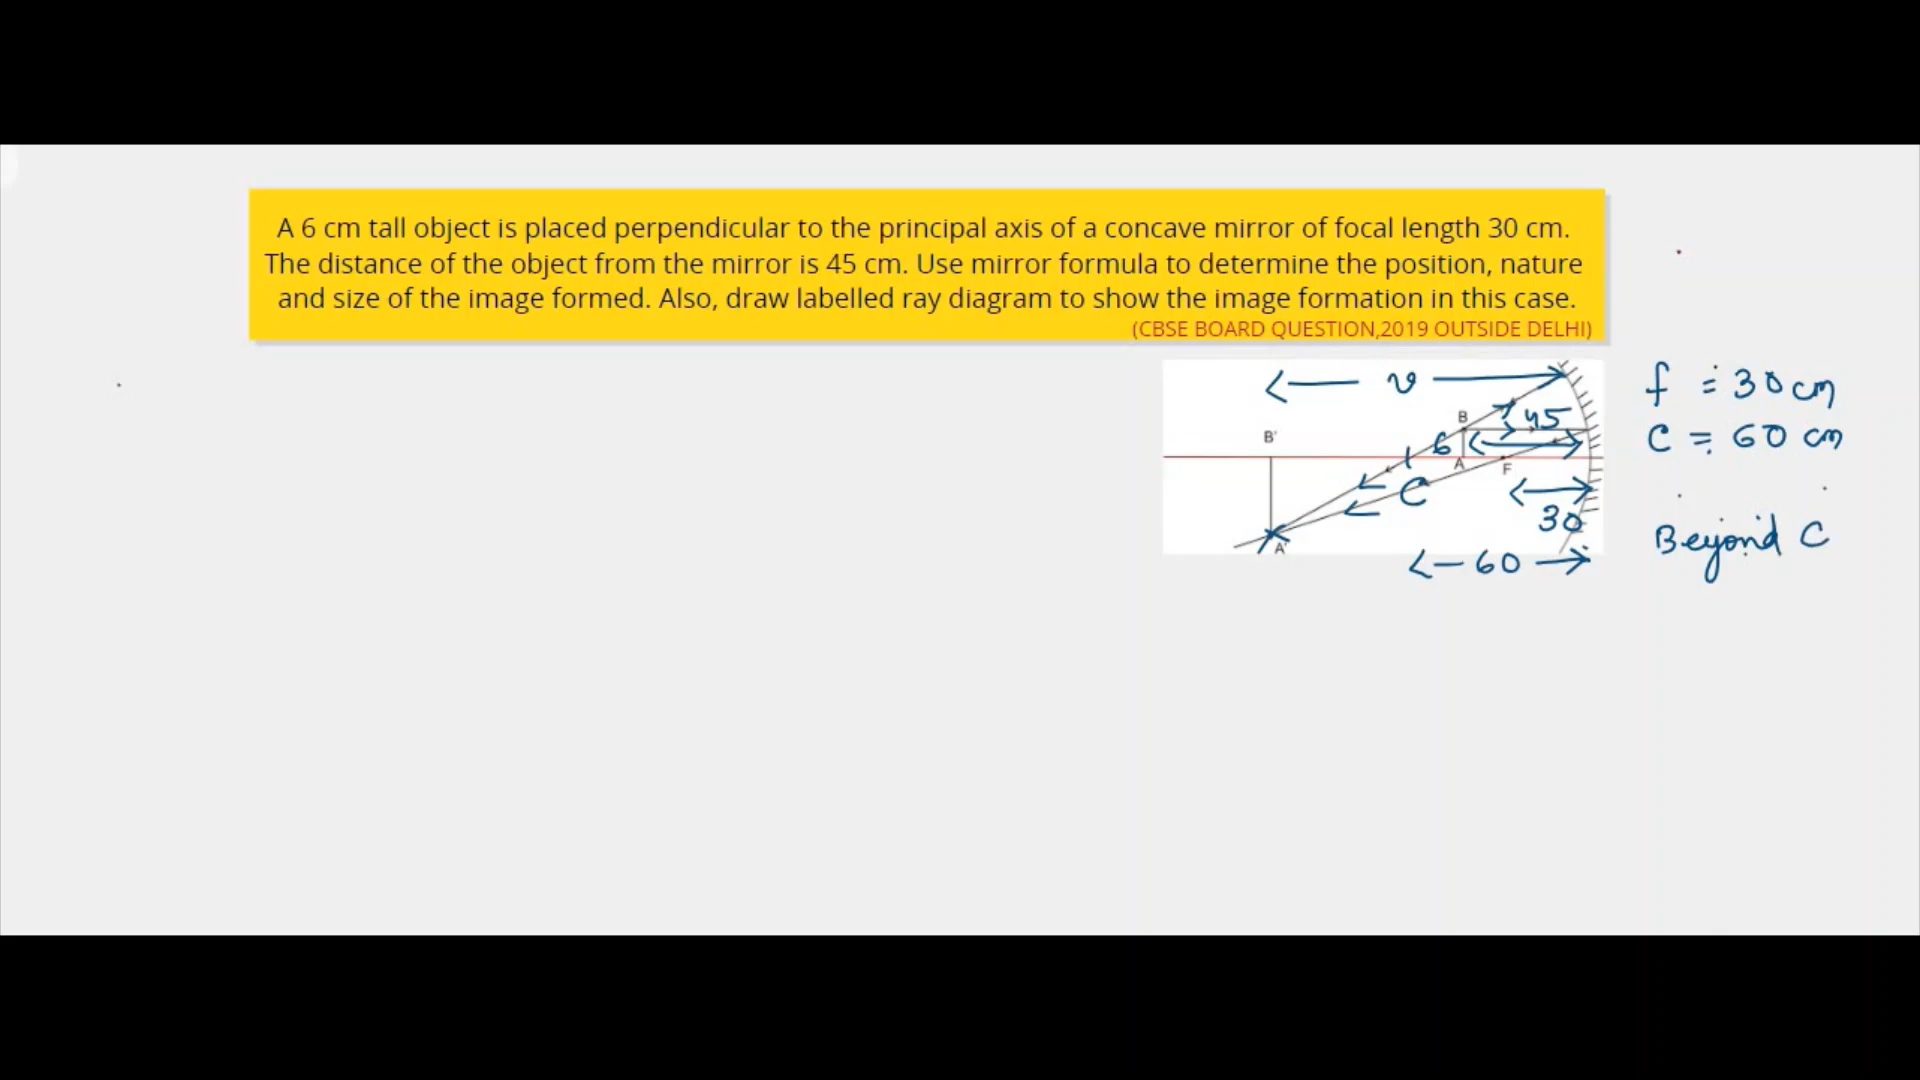 A 6 cm tall object is placed perpendicular to the principal axis of a concave mirror of focal length 30 cm.
The distance of the object from the mirror is 45 cm. Use mirror formula to determine the position, nature
and size of the image formed. Also, draw labelled ray diagram to show the image formation in this case.
(CBSE BOARD QUESTION,2019 OUTSIDE DELHI)
v
B
45
B'
6
A
F
C
30
A'
60
f = 30 cm
C = 60 cm
Beyond C